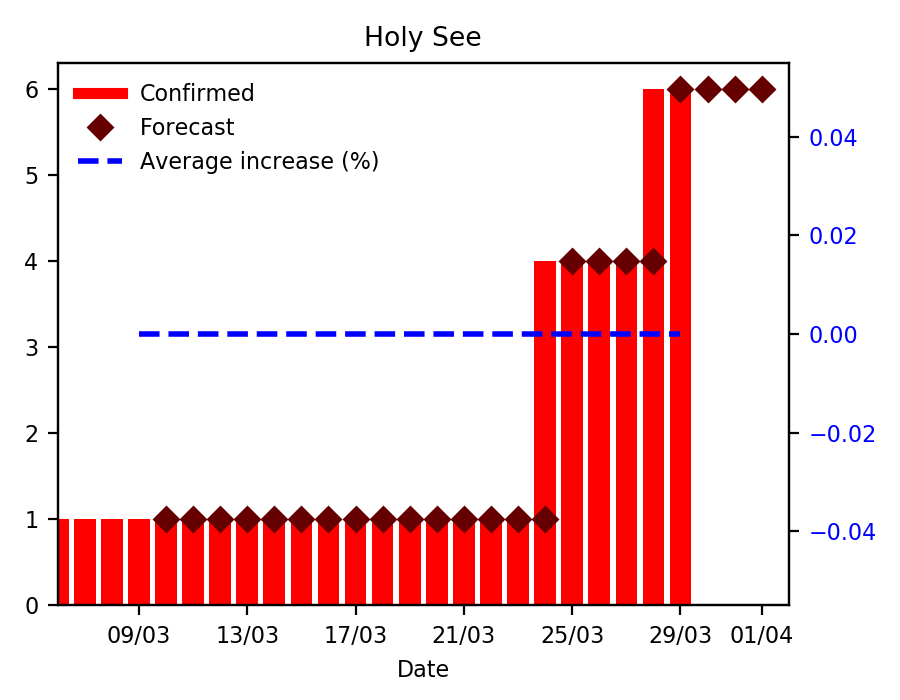 Holy See
Confirmed
Forecast
Average increase (%)
6
5
4
3
2
1
0
0.04
0.02
0.00
−0.02
−0.04
09/03 13/03 17/03 21/03 25/03 29/03 01/04
Date